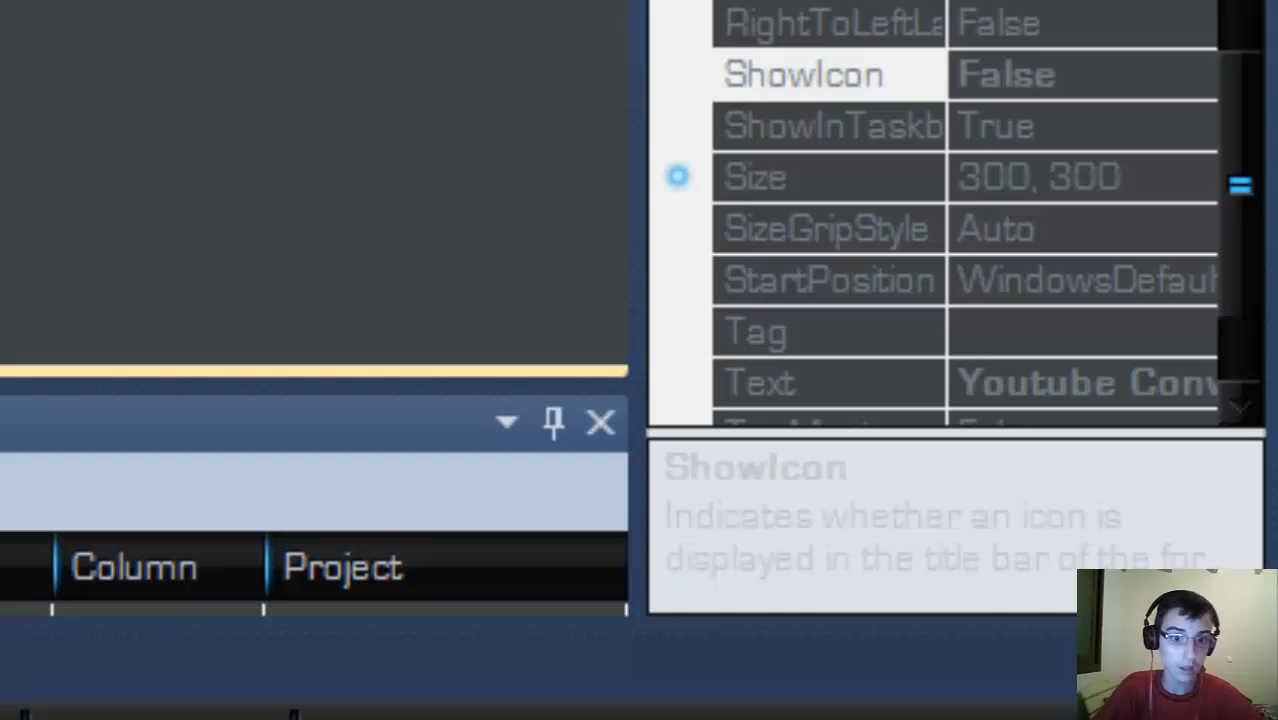 RightToLeftLa False
ShowIcon False
ShowInTaskb True
Size 300, 300
SizeGripStyle Auto
StartPosition WindowsDefaul
Tag
Text Youtube Conv
ShowIcon
Indicates whether an icon is
displayed in the title bar of the for
Column Project